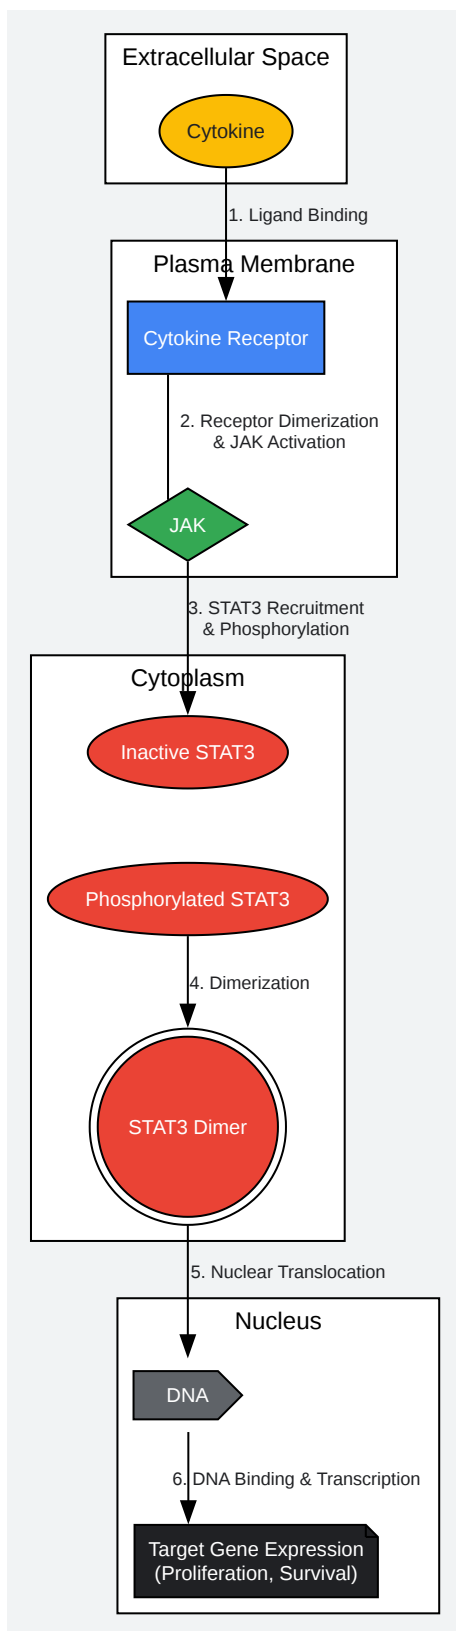 Extracellular Space
Cytokine
1. Ligand Binding
Plasma Membrane
Cytokine Receptor
2. Receptor Dimerization
& JAK Activation
JAK
3. STAT3 Recruitment
& Phosphorylation
Cytoplasm
Inactive STAT3
Phosphorylated STAT3
4. Dimerization
STAT3 Dimer
5. Nuclear Translocation
Nucleus
DNA
6. DNA Binding & Transcription
Target Gene Expression
(Proliferation, Survival)